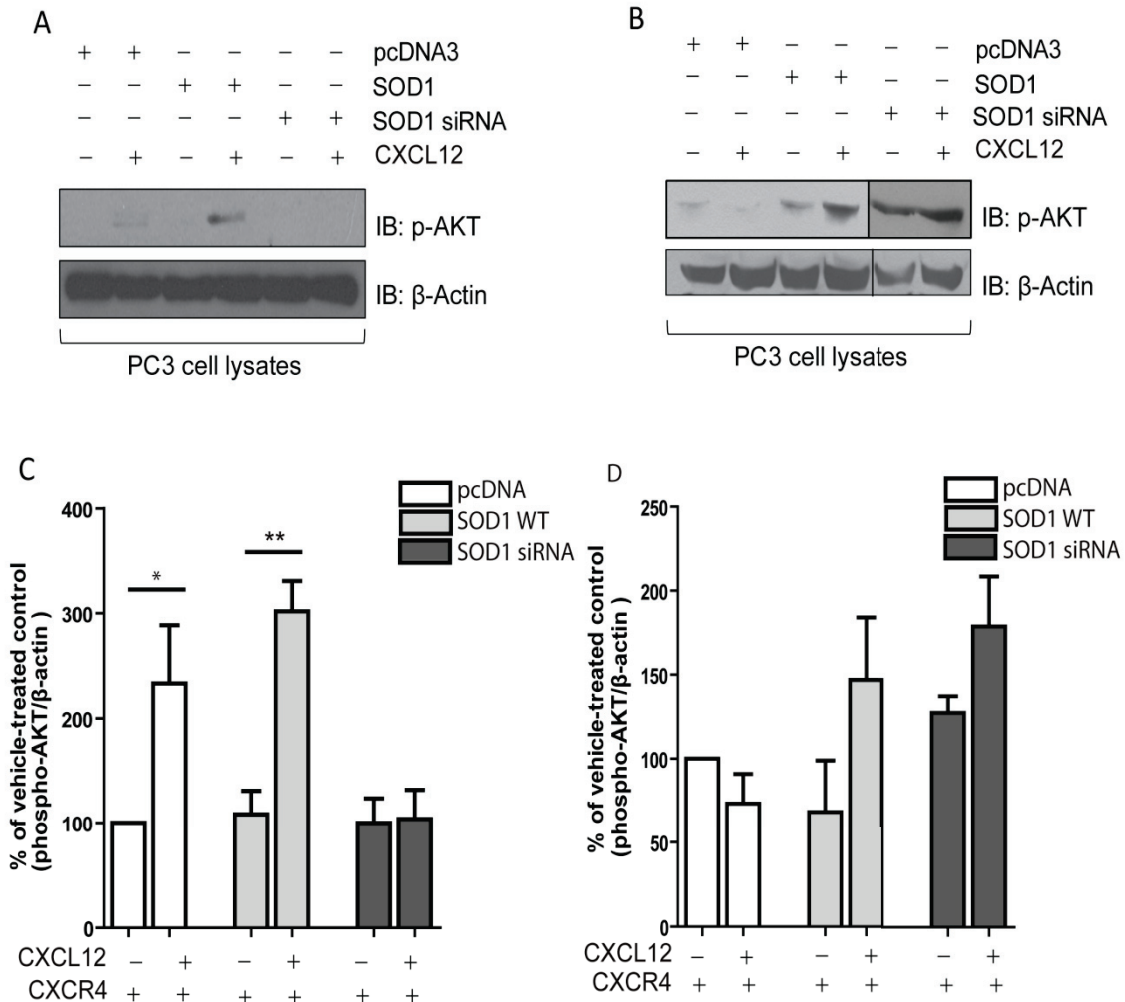 A
+ + – – – – pcDNA3
– – + + – – SOD1
– – – – + + SOD1 siRNA
– + – + – + CXCL12
IB: p-AKT
IB: β-Actin
PC3 cell lysates
B
+ + – – – – pcDNA3
– – + + – – SOD1
– – – – + + SOD1 siRNA
– + – + – + CXCL12
IB: p-AKT
IB: β-Actin
PC3 cell lysates
C
pcDNA
SOD1 WT
SOD1 siRNA
% of vehicle-treated control
(phospho-AKT/β-actin )
400
300
200
100
0
*
**
CXCL12 – + – + – +
CXCR4 + + + + + +
D
pcDNA
SOD1 WT
SOD1 siRNA
% of vehicle-treated control
(phospho-AKT/β-actin )
250
200
150
100
50
0
CXCL12 – + – + – +
CXCR4 + + + + + +